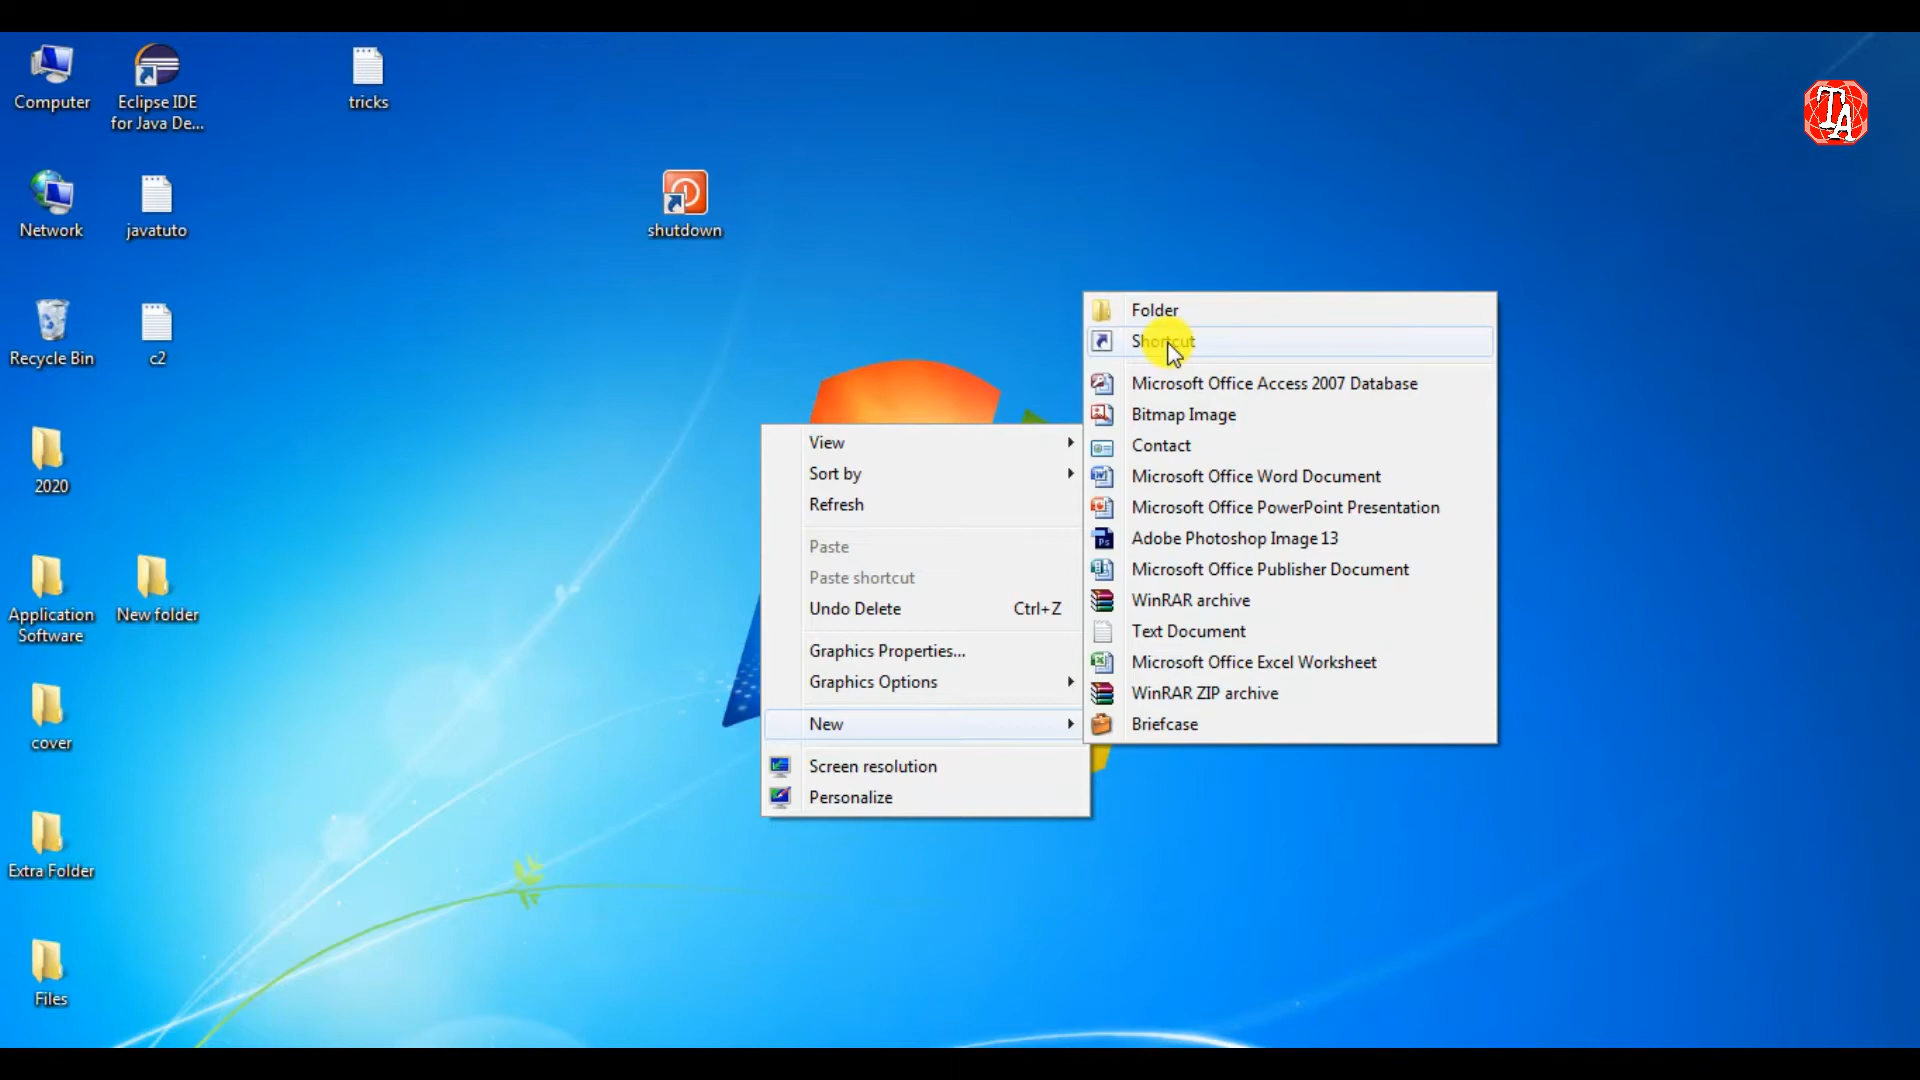 Computer
Eclipse IDE
for Java De...
tricks
TA
Network
javatuto
shutdown
Recycle Bin
c2
2020
Application
Software
New folder
cover
Extra Folder
Files
View
Sort by
Refresh
Paste
Paste shortcut
Undo Delete Ctrl+Z
Graphics Properties...
Graphics Options
New
Screen resolution
Personalize
Folder
Shortcut
Microsoft Office Access 2007 Database
Bitmap Image
Contact
Microsoft Office Word Document
Microsoft Office PowerPoint Presentation
Adobe Photoshop Image 13
Microsoft Office Publisher Document
WinRAR archive
Text Document
Microsoft Office Excel Worksheet
WinRAR ZIP archive
Briefcase